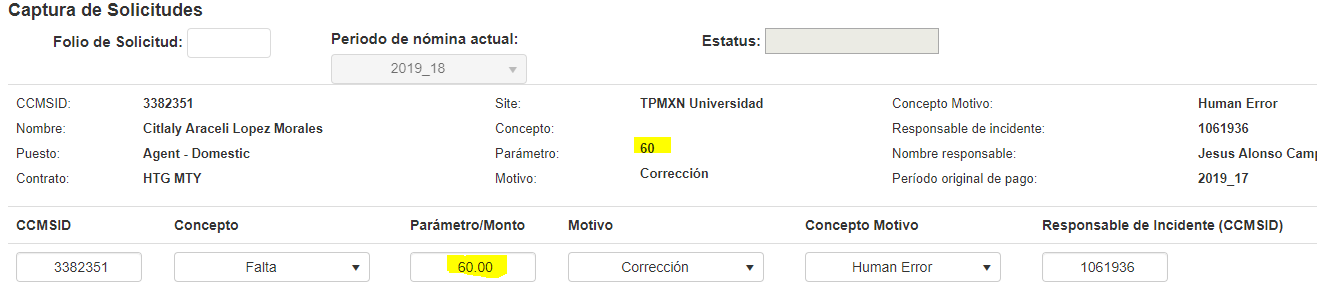 Captura de Solicitudes
Folio de Solicitud: Periodo de nómina actual: Estatus:
2019_18
CCMSID: 3382351 Site: TPMXN Universidad Concepto Motivo: Human Error
Nombre: Citlaly Araceli Lopez Morales Concepto: Responsable de incidente: 1061936
Puesto: Agent - Domestic Parámetro: 60 Nombre responsable: Jesus Alonso
Contrato: HTG MTY Motivo: Corrección Período original de pago: 2019_17
CCMSID Concepto Parámetro/Monto Motivo Concepto Motivo Responsable de Incidente (CCMSID)
3382351 Falta 60.00 Corrección Human Error 1061936